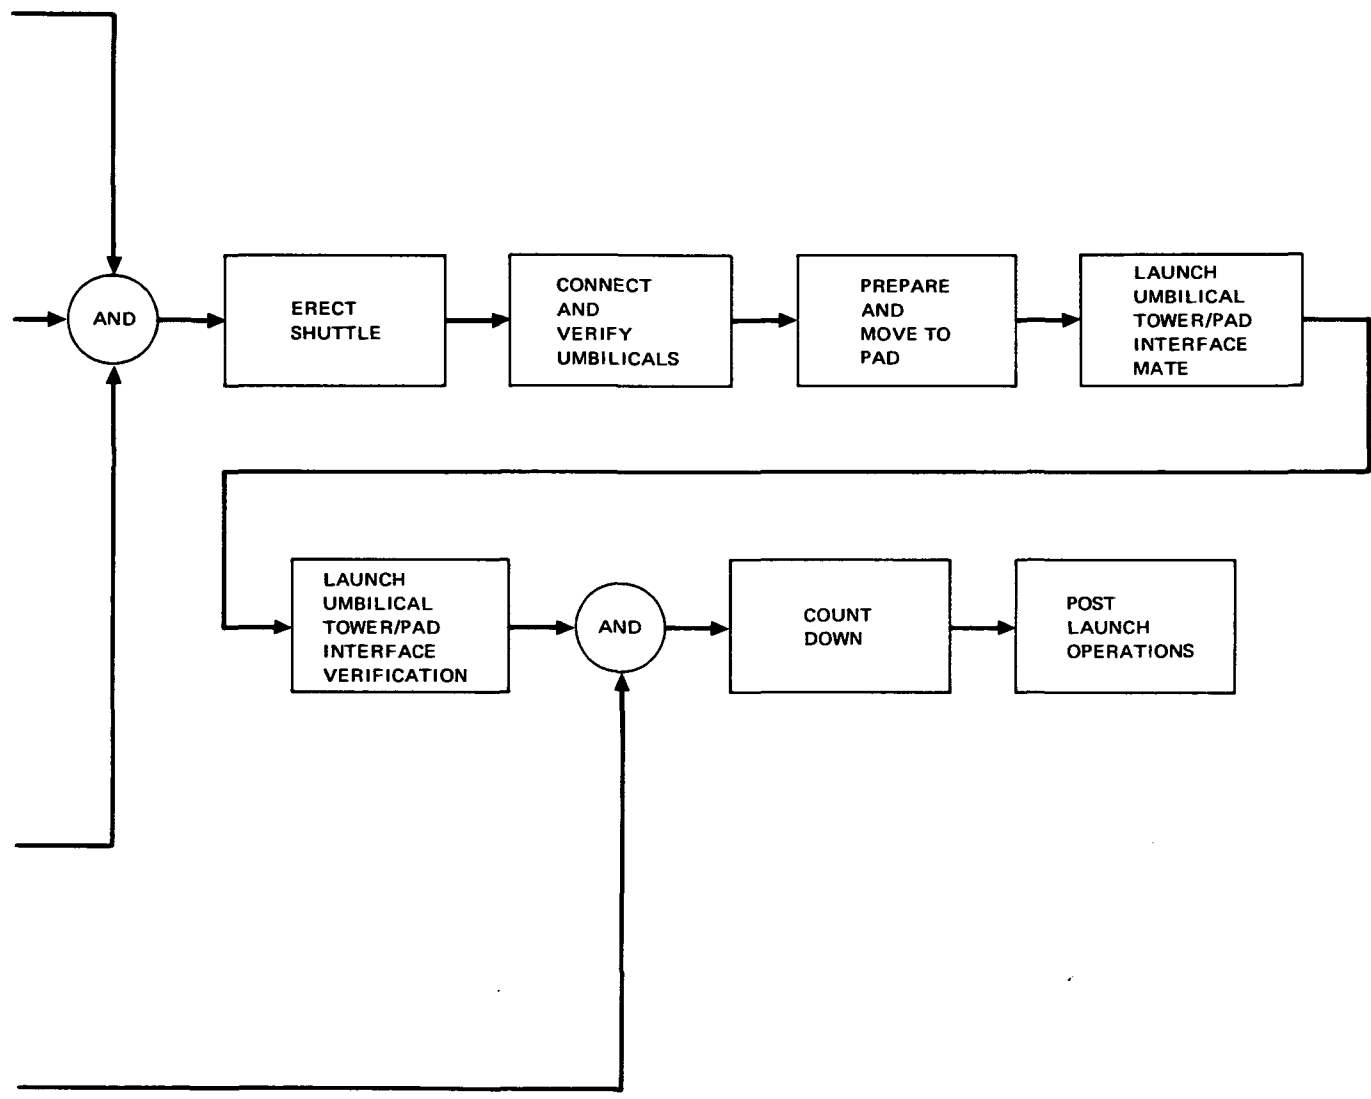 AND
ERECT
SHUTTLE
CONNECT
AND
VERIFY
UMBILICALS
PREPARE
AND
MOVE TO
PAD
LAUNCH
UMBILICAL
TOWER/PAD
INTERFACE
MATE
LAUNCH
UMBILICAL
TOWER/PAD
INTERFACE
VERIFICATION
AND
COUNT
DOWN
POST
LAUNCH
OPERATIONS